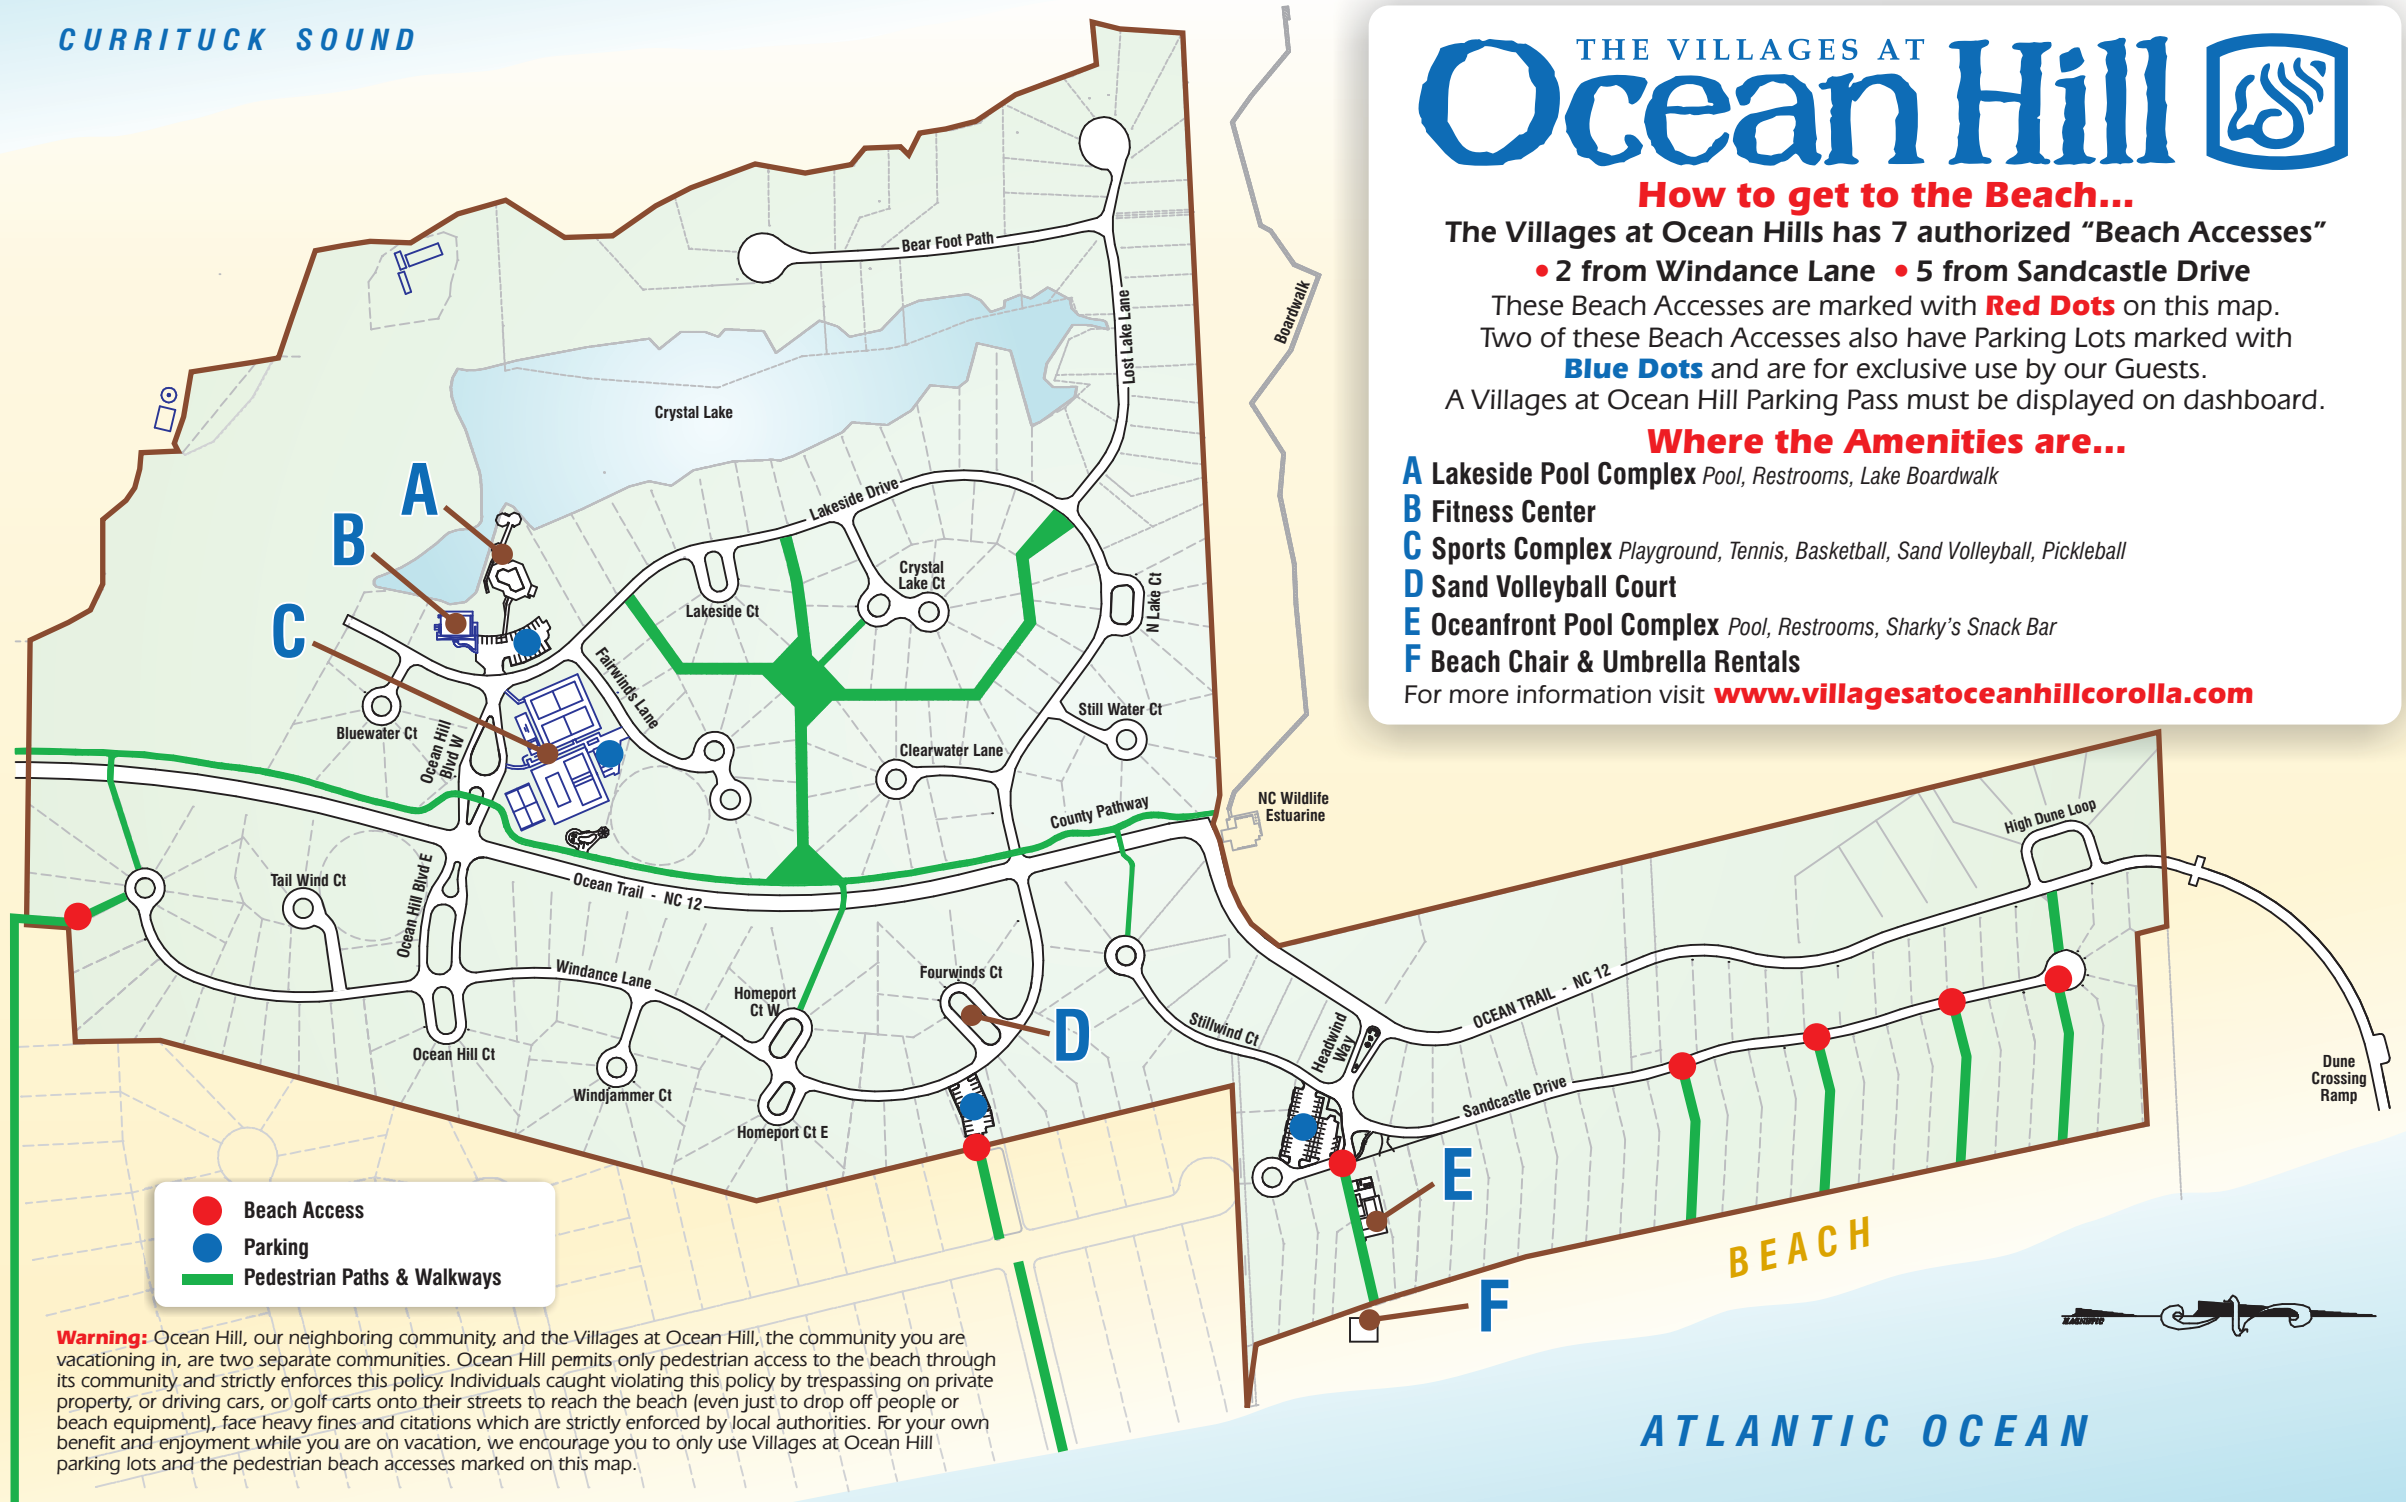 CURRITUCK SOUND
THE VILLAGES AT
Ocean Hill
How to get to the Beach...
The Villages at Ocean Hills has 7 authorized “Beach Accesses”
• 2 from Windance Lane • 5 from Sandcastle Drive
These Beach Accesses are marked with Red Dots on this map.
Two of these Beach Accesses also have Parking Lots marked with
Blue Dots and are for exclusive use by our Guests.
A Villages at Ocean Hill Parking Pass must be displayed on dashboard.
Where the Amenities are...
A Lakeside Pool Complex Pool, Restrooms, Lake Boardwalk
B Fitness Center
C Sports Complex Playground, Tennis, Basketball, Sand Volleyball, Pickleball
D Sand Volleyball Court
E Oceanfront Pool Complex Pool, Restrooms, Sharky’s Snack Bar
F Beach Chair & Umbrella Rentals
For more information visit www.villagesatoceanhillcorolla.com
Bear Foot Path
Lost Lake Lane
Boardwalk
Crystal Lake
A
B
C
Lakeside Drive
Crystal
Lake Ct
Lakeside Ct
N Lake Ct
Fairwinds Lane
Still Water Ct
Bluewater Ct
Ocean Hill
Blvd W
Clearwater Lane
County Pathway
NC Wildlife
Estuarine
High Dune Loop
Tail Wind Ct
Ocean Hill Blvd E
Ocean Trail - NC 12
Windance Lane
Homeport
Ct W
Fourwinds Ct
D
Stillwind Ct
Headwind
Way
OCEAN TRAIL - NC 12
Ocean Hill Ct
Windjammer Ct
Homeport Ct E
Sandcastle Drive
Dune
Crossing
Ramp
E
F
BEACH
MAGNETIC
ATLANTIC OCEAN
Beach Access
Parking
Pedestrian Paths & Walkways
Warning: Ocean Hill, our neighboring community, and the Villages at Ocean Hill, the community you are
vacationing in, are two separate communities. Ocean Hill permits only pedestrian access to the beach through
its community and strictly enforces this policy. Individuals caught violating this policy by trespassing on private
property, or driving cars, or golf carts onto their streets to reach the beach (even just to drop off people or
beach equipment), face heavy fines and citations which are strictly enforced by local authorities. For your own
benefit and enjoyment while you are on vacation, we encourage you to only use Villages at Ocean Hill
parking lots and the pedestrian beach accesses marked on this map.